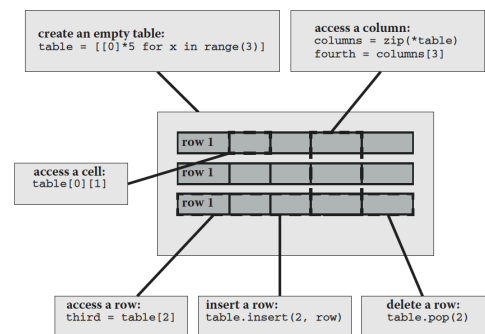 create an empty table:
table = [[0]*5 for x in range(3)]
access a column:
columns = zip(*table)
fourth = columns[3]
row 1
row 1
row 1
access a cell:
table[0][1]
access a row:
third = table[2]
insert a row:
table.insert(2, row)
delete a row:
table.pop(2)